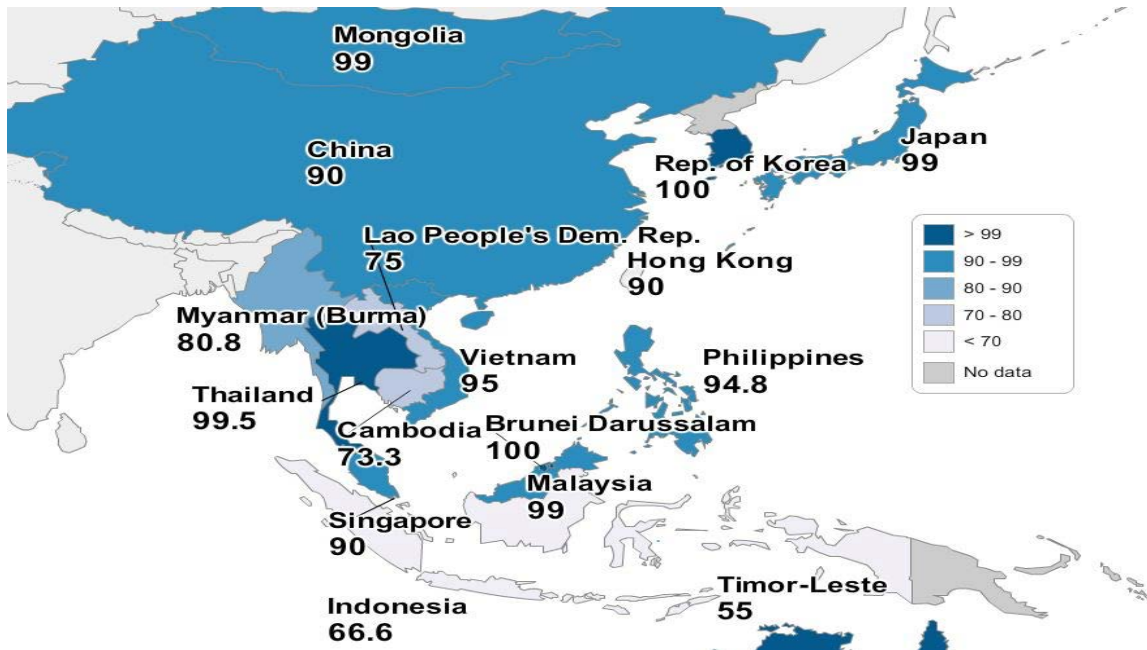 Mongolia
99
China
90
Japan
99
Rep. of Korea
100
Lao People's Dem. Rep.
75
Hong Kong
90
> 99
90 - 99
80 - 90
70 - 80
< 70
No data
Myanmar (Burma)
80.8
Vietnam
95
Philippines
94.8
Thailand
99.5
Cambodia
73.3
Brunei Darussalam
100
Malaysia
99
Singapore
90
Timor-Leste
55
Indonesia
66.6